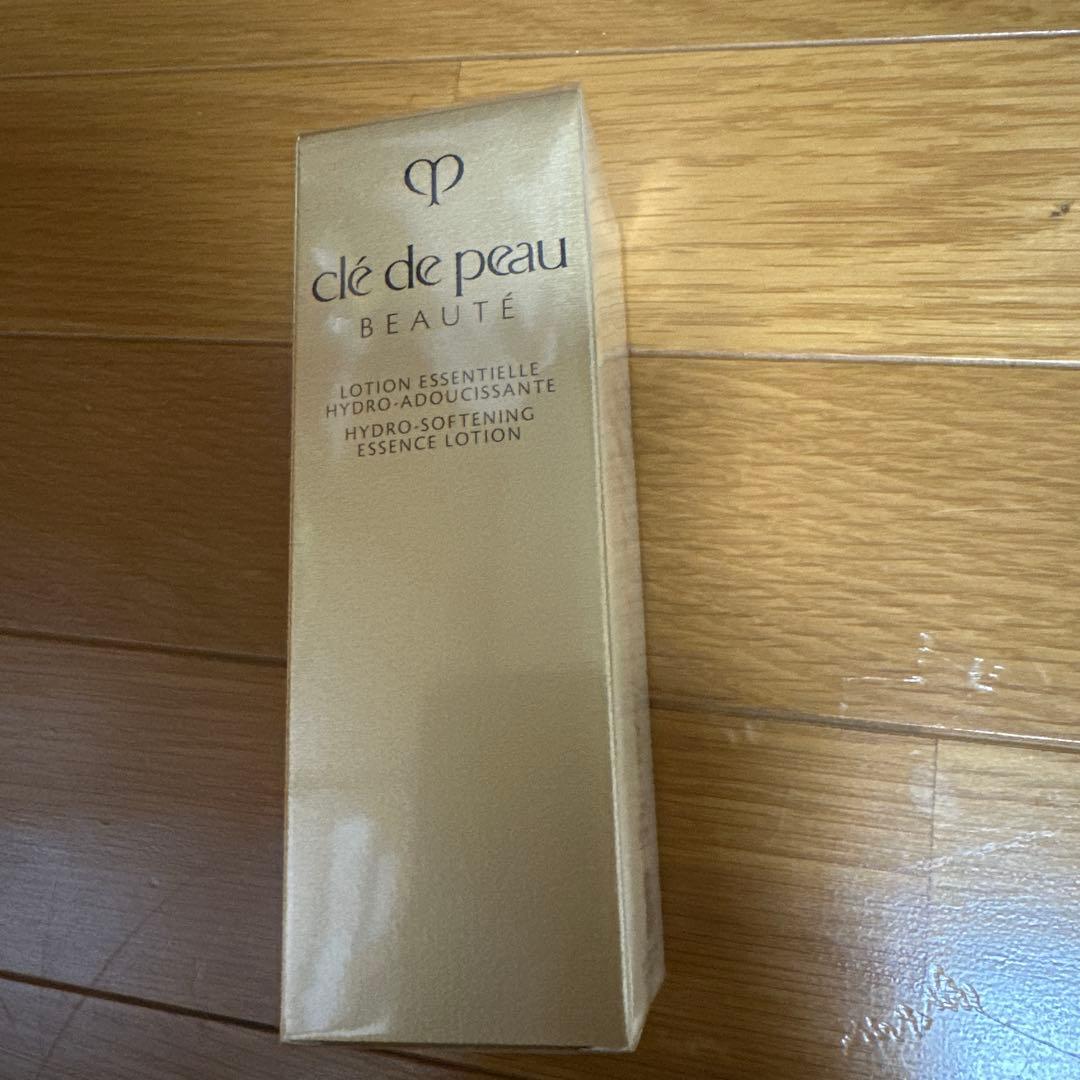 clé de peau
BEAUTÉ
LOTION ESSENTIELLE
HYDRO-ADOUCISSANTE
HYDRO-SOFTENING
ESSENCE LOTION